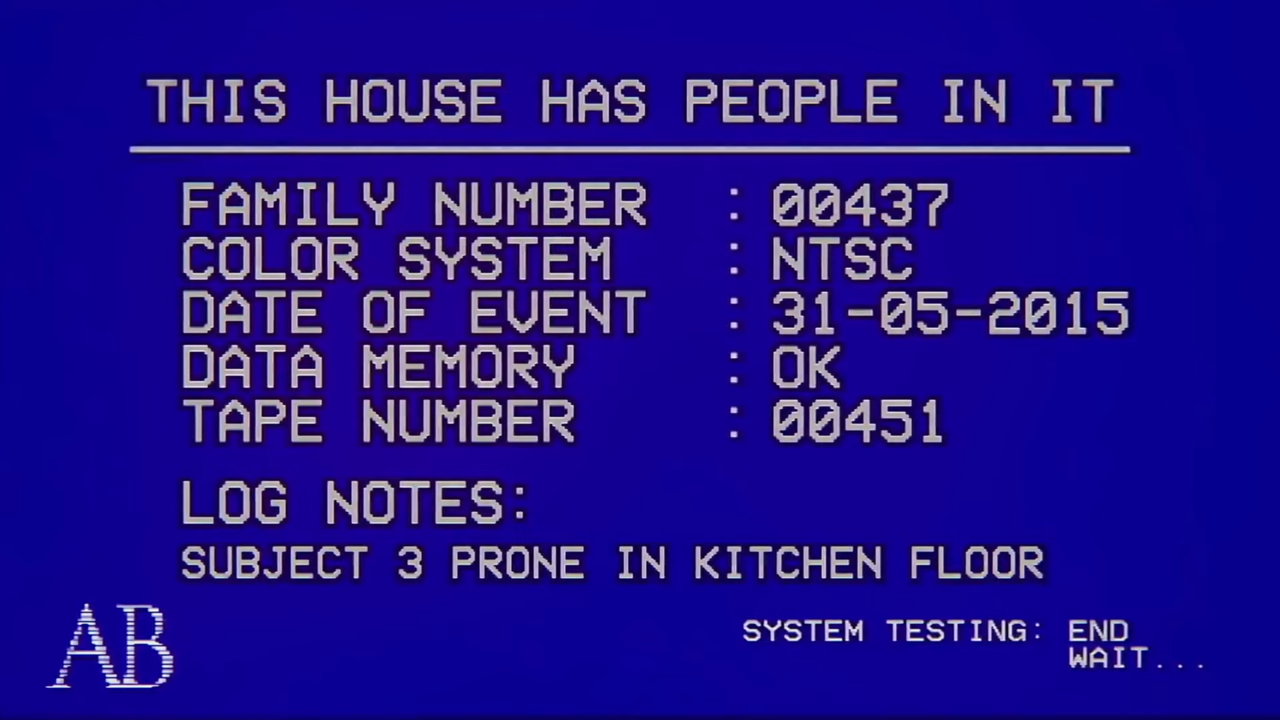 THIS HOUSE HAS PEOPLE IN IT
FAMILY NUMBER : 00437
COLOR SYSTEM : NTSC
DATE OF EVENT : 31-05-2015
DATA MEMORY : OK
TAPE NUMBER : 00451
LOG NOTES:
SUBJECT 3 PRONE IN KITCHEN FLOOR
AB
SYSTEM TESTING: END
WAIT...